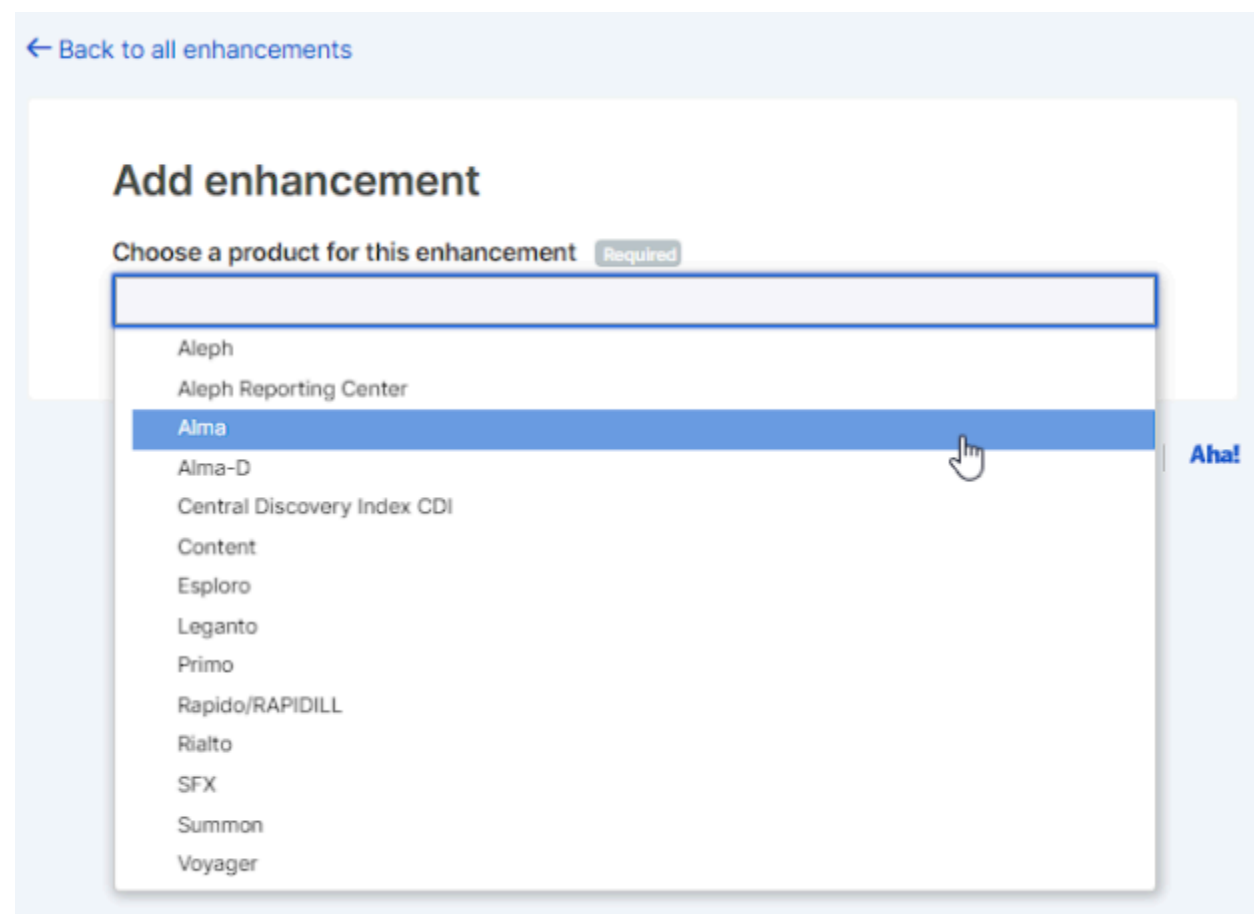 ← Back to all enhancements
Add enhancement
Choose a product for this enhancement Required
Aleph
Aleph Reporting Center
Alma
Alma-D
Central Discovery Index CDI
Content
Esploro
Leganto
Primo
Rapido/RAPIDILL
Rialto
SFX
Summon
Voyager
Aha!